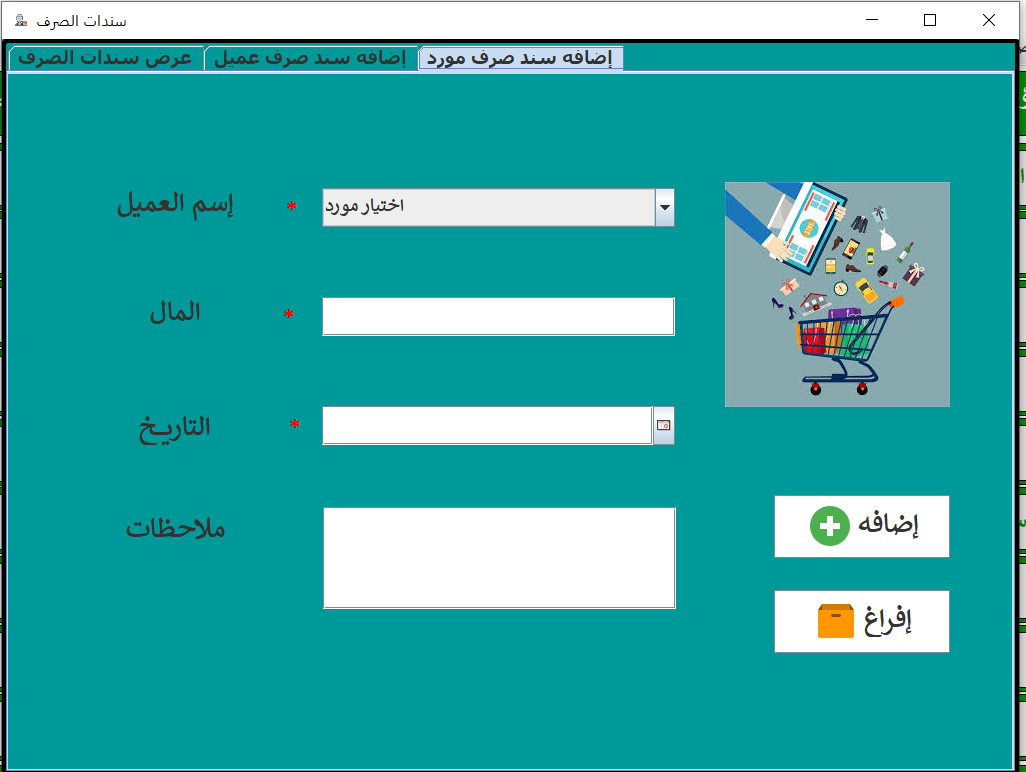 سندات الصرف
إضافه سند صرف مورد
إضافه سند صرف عميل
عرض سندات الصرف
إسم العميل
*
اختيار مورد
المال
*
التاريخ
*
ملاحظات
إضافه
إفراغ